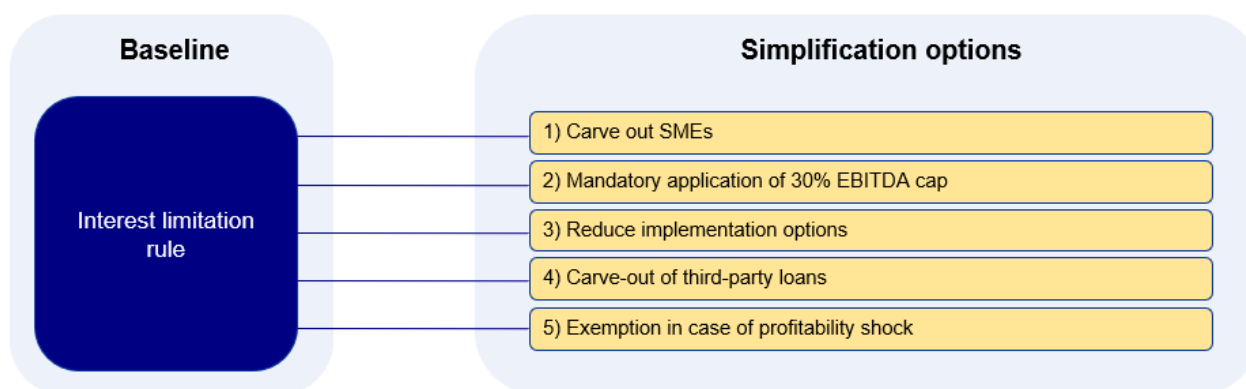 Baseline
Simplification options
Interest limitation
rule
1) Carve out SMEs
2) Mandatory application of 30% EBITDA cap
3) Reduce implementation options
4) Carve-out of third-party loans
5) Exemption in case of profitability shock